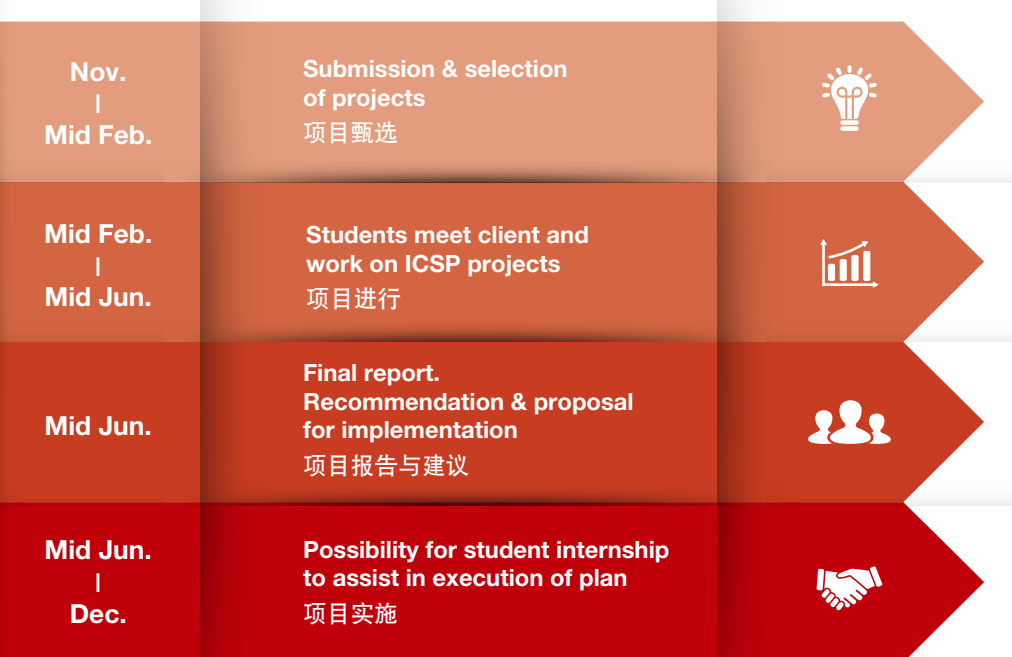 Nov.
|
Mid Feb.
Submission & selection
of projects
项目甄选
Mid Feb.
|
Mid Jun.
Students meet client and
work on ICSP projects
项目进行
Mid Jun.
Final report.
Recommendation & proposal
for implementation
项目报告与建议
Mid Jun.
|
Dec.
Possibility for student internship
to assist in execution of plan
项目实施